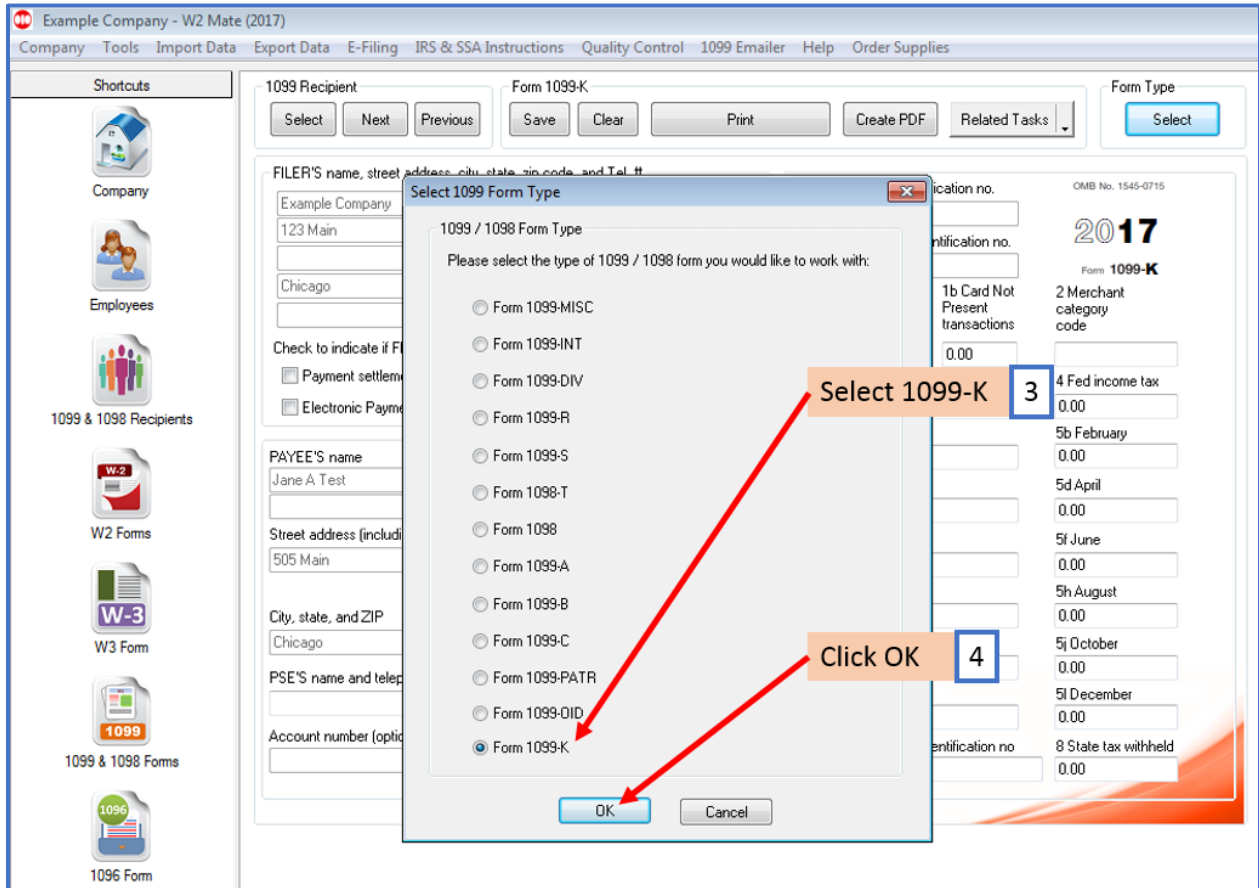 Example Company - W2 Mate (2017)
Company Tools Import Data Export Data E-Filing IRS & SSA Instructions Quality Control 1099 Emailer Help Order Supplies
Shortcuts
Company
Employees
1099 & 1098 Recipients
W-2
W2 Forms
W-3
W3 Form
1099
1099 & 1098 Forms
1096
1096 Form
1099 Recipient
Select Next Previous
Form 1099-K
Save Clear Print Create PDF Related Tasks
Form Type
Select
FILER'S name, street address, city, state, zip code, and Tel. #
Example Company
123 Main
Chicago
Check to indicate if FI
Payment settleme
Electronic Payme
PAYEE'S name
Jane A Test
Street address (includi
505 Main
City, state, and ZIP
Chicago
PSE'S name and telep
Account number (optio
Select 1099 Form Type
1099 / 1098 Form Type
Please select the type of 1099 / 1098 form you would like to work with:
Form 1099-MISC
Form 1099-INT
Form 1099-DIV
Form 1099-R
Form 1099-S
Form 1098-T
Form 1098
Form 1099-A
Form 1099-B
Form 1099-C
Form 1099-PATR
Form 1099-OID
Form 1099-K
OK Cancel
Select 1099-K 3
Click OK 4
ication no.
ntification no.
OMB No. 1545-0715
2017
Form 1099-K
1b Card Not
Present
transactions
0.00
2 Merchant
category
code
4 Fed income tax
0.00
5b February
0.00
5d April
0.00
5f June
0.00
5h August
0.00
5j October
0.00
5l December
0.00
entification no
8 State tax withheld
0.00